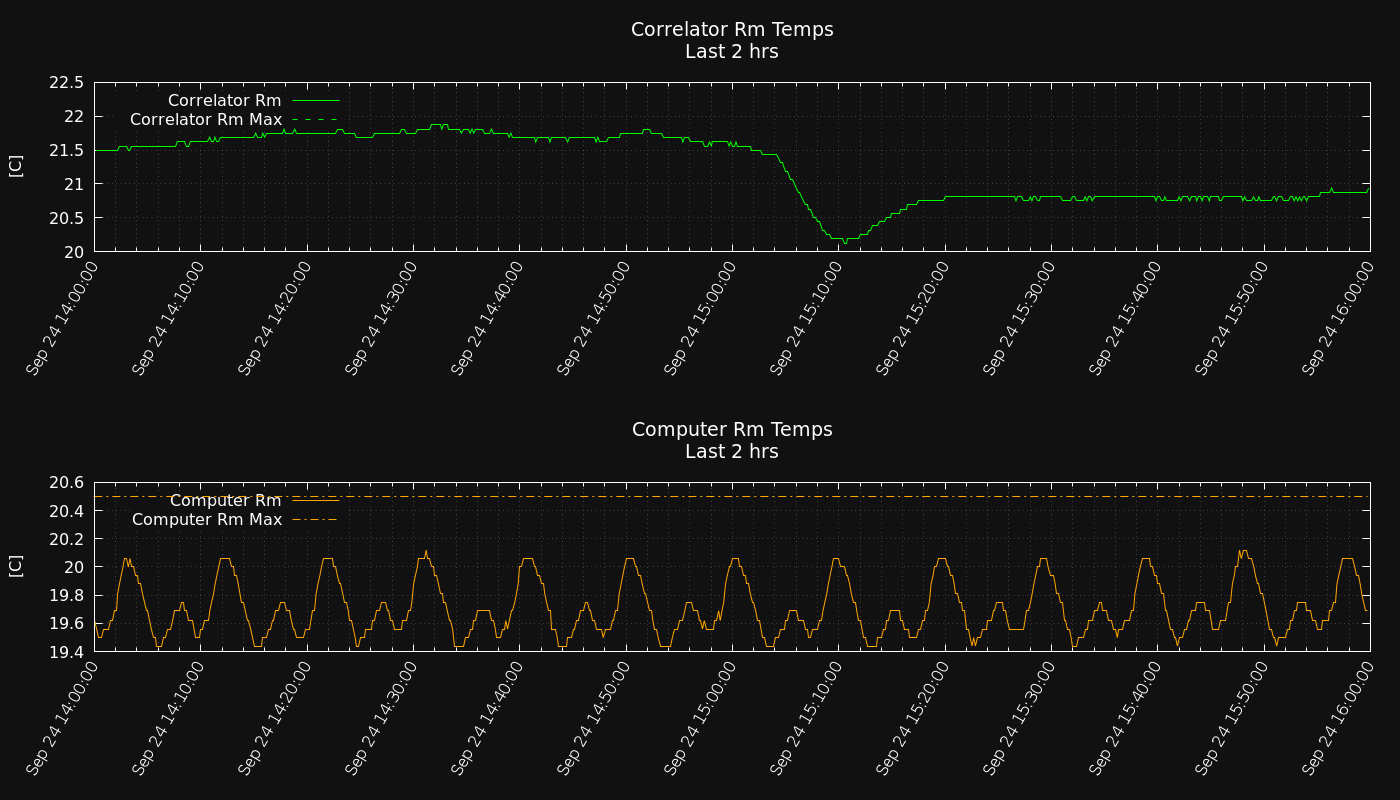 Correlator Rm Temps
Last 2 hrs
22.5
22
21.5
21
20.5
20
[C]
Correlator Rm
Correlator Rm Max
Sep 24 14:00:00
Sep 24 14:10:00
Sep 24 14:20:00
Sep 24 14:30:00
Sep 24 14:40:00
Sep 24 14:50:00
Sep 24 15:00:00
Sep 24 15:10:00
Sep 24 15:20:00
Sep 24 15:30:00
Sep 24 15:40:00
Sep 24 15:50:00
Sep 24 16:00:00
Computer Rm Temps
Last 2 hrs
20.6
20.4
20.2
20
19.8
19.6
19.4
[C]
Computer Rm
Computer Rm Max
Sep 24 14:00:00
Sep 24 14:10:00
Sep 24 14:20:00
Sep 24 14:30:00
Sep 24 14:40:00
Sep 24 14:50:00
Sep 24 15:00:00
Sep 24 15:10:00
Sep 24 15:20:00
Sep 24 15:30:00
Sep 24 15:40:00
Sep 24 15:50:00
Sep 24 16:00:00